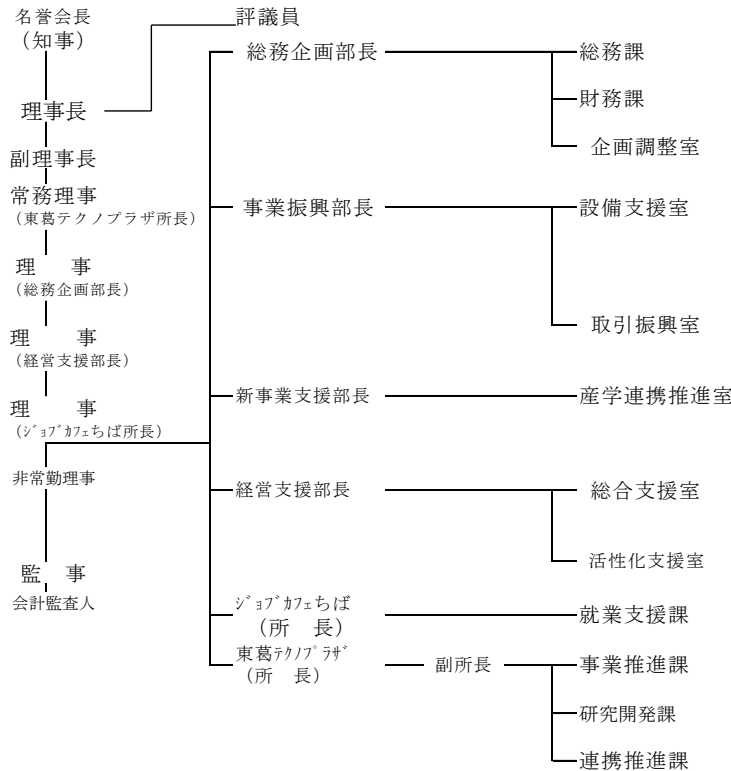 名誉会長
（知事）
理事長
副理事長
常務理事
（東葛テクノプラザ所長）
理　事
（総務企画部長）
理　事
（経営支援部長）
理　事
（ｼﾞｮﾌﾞｶﾌｪちば所長）
非常勤理事
監　事
会計監査人
評議員
総務企画部長
総務課
財務課
企画調整室
事業振興部長
設備支援室
取引振興室
新事業支援部長
産学連携推進室
経営支援部長
総合支援室
活性化支援室
ｼﾞｮﾌﾞｶﾌｪちば
（所　長）
就業支援課
東葛ﾃｸﾉﾌﾟﾗｻﾞ
（所　長）
副所長
事業推進課
研究開発課
連携推進課